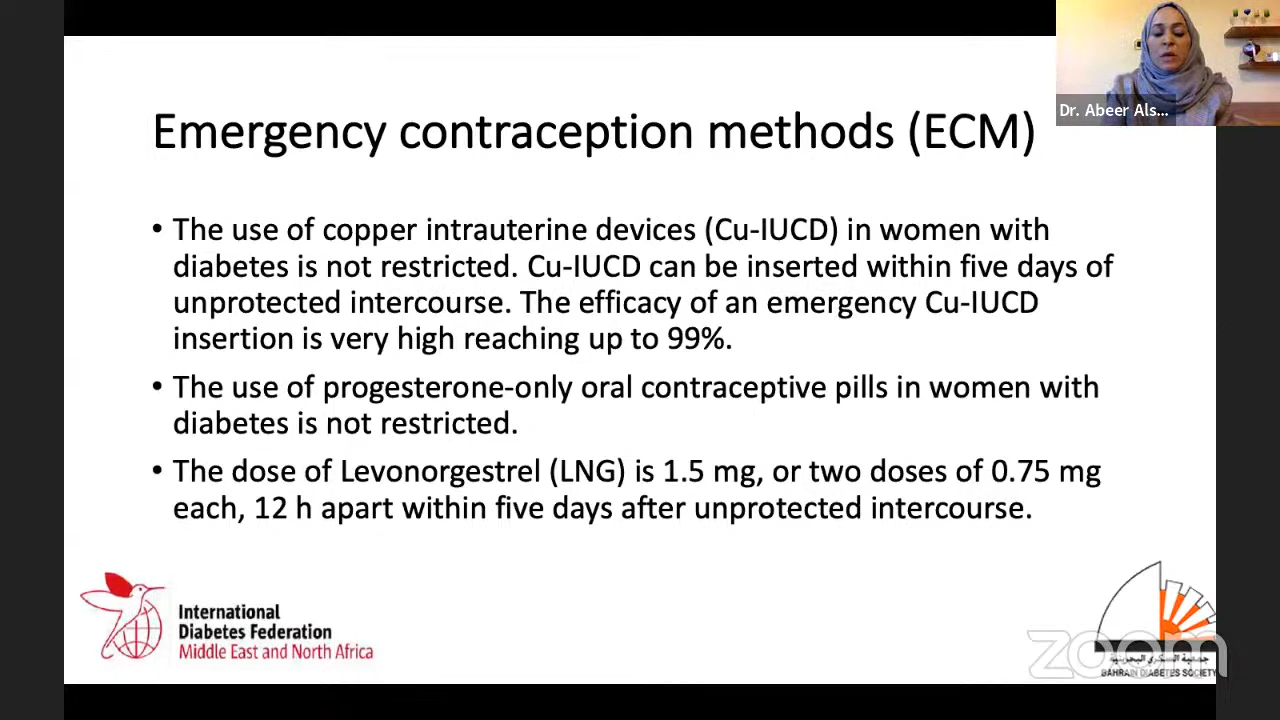 Dr. Abeer Als...
Emergency contraception methods (ECM)
• The use of copper intrauterine devices (Cu-IUCD) in women with
diabetes is not restricted. Cu-IUCD can be inserted within five days of
unprotected intercourse. The efficacy of an emergency Cu-IUCD
insertion is very high reaching up to 99%.
• The use of progesterone-only oral contraceptive pills in women with
diabetes is not restricted.
• The dose of Levonorgestrel (LNG) is 1.5 mg, or two doses of 0.75 mg
each, 12 h apart within five days after unprotected intercourse.
International
Diabetes Federation
Middle East and North Africa
zoom
جمعية السكري البحرينية
BAHRAIN DIABETES SOCIETY